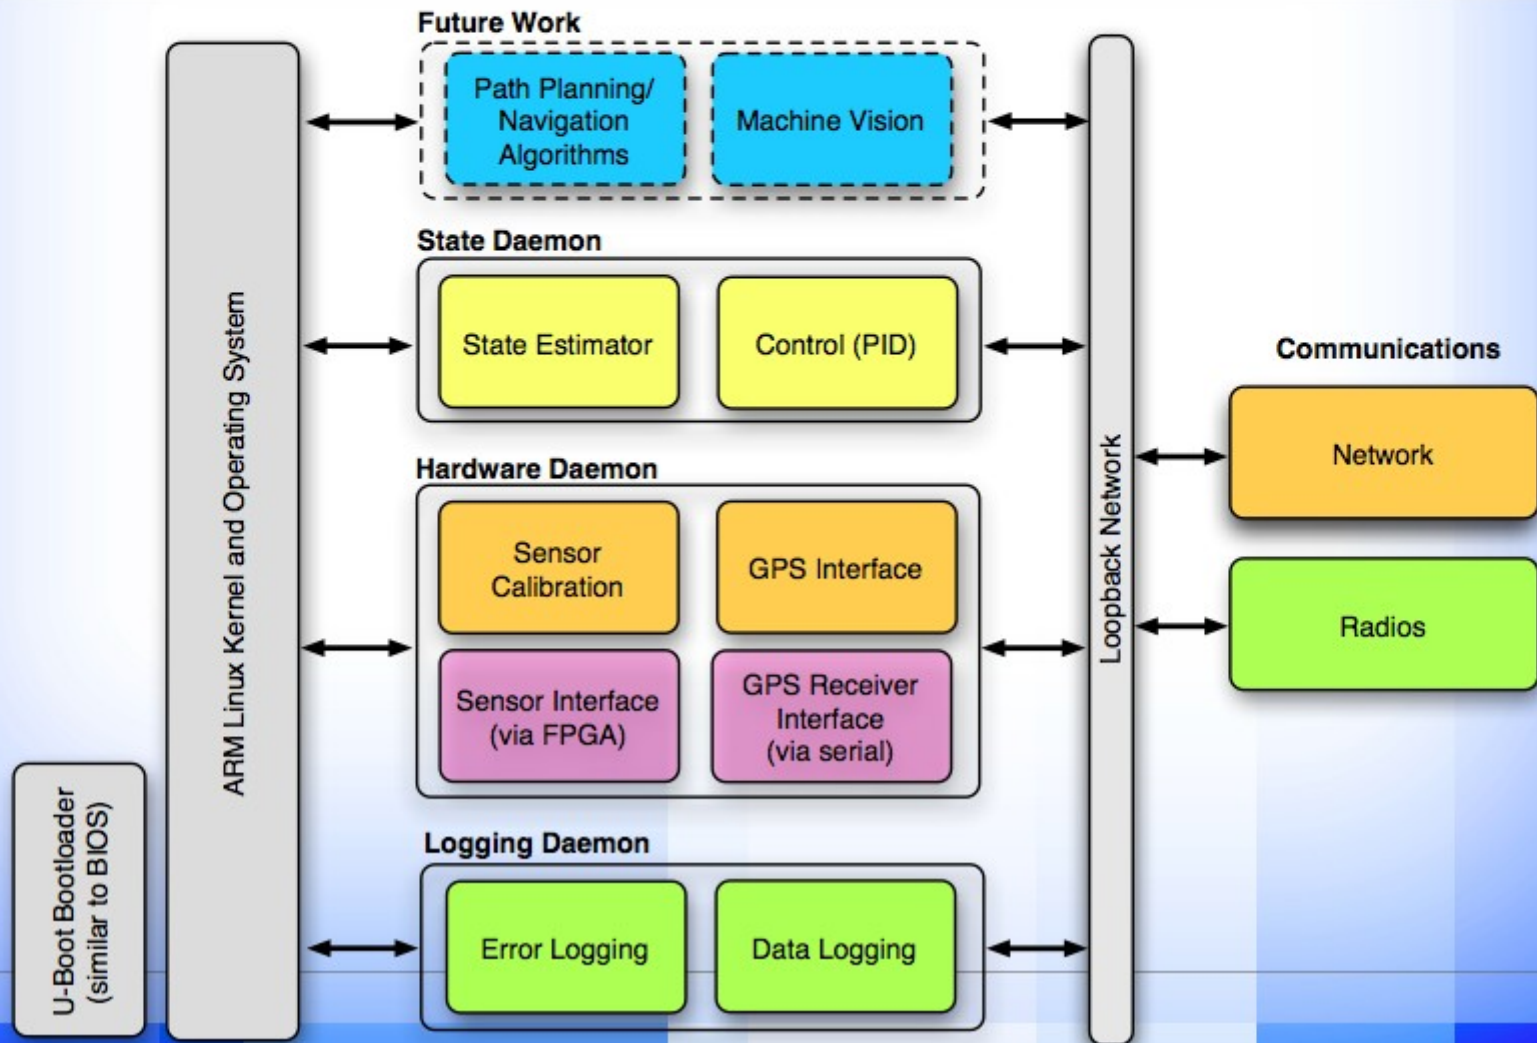 Future Work
Path Planning/
Navigation
Algorithms
Machine Vision
State Daemon
State Estimator
Control (PID)
Hardware Daemon
Sensor
Calibration
GPS Interface
Sensor Interface
(via FPGA)
GPS Receiver
Interface
(via serial)
Logging Daemon
Error Logging
Data Logging
U-Boot Bootloader
(similar to BIOS)
ARM Linux Kernel and Operating System
Loopback Network
Communications
Network
Radios